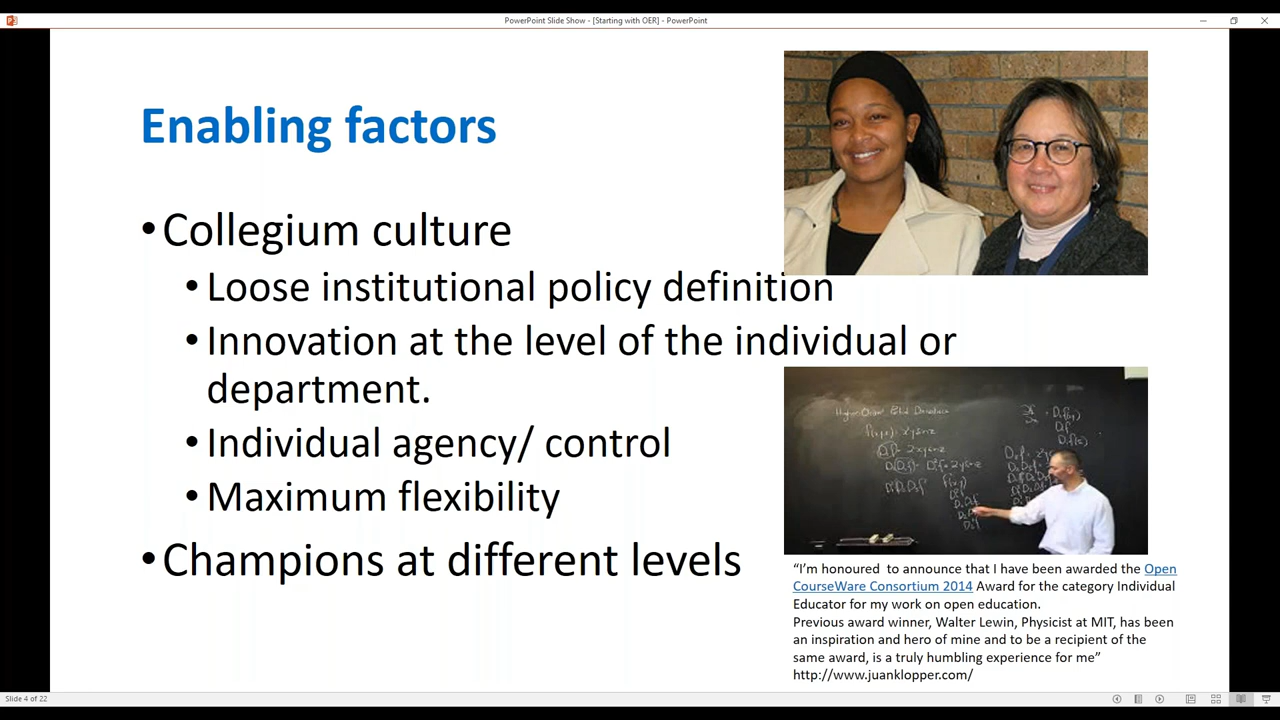 PowerPoint Slide Show - [Starting with OER] - PowerPoint
Enabling factors
•Collegium culture
•Loose institutional policy definition
•Innovation at the level of the individual or
department.
•Individual agency/ control
•Maximum flexibility
•Champions at different levels
“I’m honoured  to announce that I have been awarded the Open
CourseWare Consortium 2014 Award for the category Individual
Educator for my work on open education.
Previous award winner, Walter Lewin, Physicist at MIT, has been
an inspiration and hero of mine and to be a recipient of the
same award, is a truly humbling experience for me”
http://www.juanklopper.com/
Slide 4 of 22